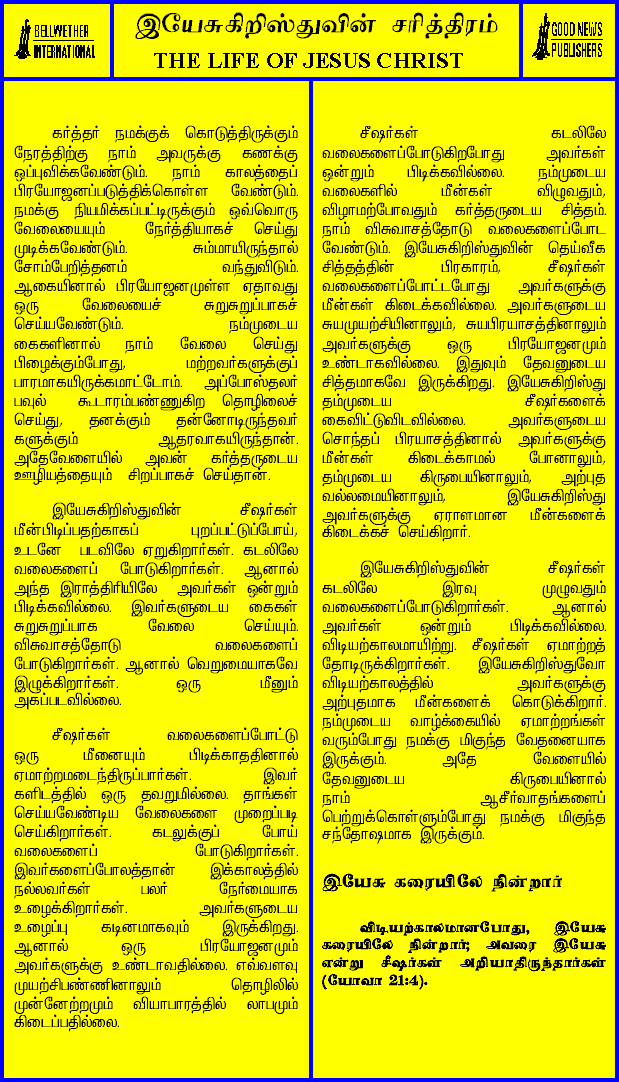 BELLWETHER
INTERNATIONAL
இயேசுகிறிஸ்துவின் சரித்திரம்
THE LIFE OF JESUS CHRIST
GOOD NEWS
PUBLISHERS
கர்த்தர் நமக்குக் கொடுத்திருக்கும்
நேரத்திற்கு நாம் அவருக்கு கணக்கு
ஒப்புவிக்கவேண்டும். நாம் காலத்தைப்
பிரயோஜனப்படுத்திக்கொள்ள வேண்டும்.
நமக்கு நியமிக்கப்பட்டிருக்கும் ஒவ்வொரு
வேலையையும் நேர்த்தியாகச் செய்து
முடிக்கவேண்டும். சும்மாயிருந்தால்
சோம்பேறித்தனம் வந்துவிடும்.
ஆகையினால் பிரயோஜனமுள்ள ஏதாவது
ஒரு வேலையைச் சுறுசுறுப்பாகச்
செய்யவேண்டும். நம்முடைய
கைகளினால் நாம் வேலை செய்து
பிழைக்கும்போது, மற்றவர்களுக்குப்
பாரமாகயிருக்கமாட்டோம். அப்போஸ்தலர்
பவுல் கூடாரம்பண்ணுகிற தொழிலைச்
செய்து, தனக்கும் தன்னோடிருந்தவர்
களுக்கும் ஆதரவாகயிருந்தான்.
அதேவேளையில் அவன் கர்த்தருடைய
ஊழியத்தையும் சிறப்பாகச் செய்தான்.
இயேசுகிறிஸ்துவின் சீஷர்கள்
மீன்பிடிப்பதற்காகப் புறப்பட்டுப்போய்,
உடனே படவிலே ஏறுகிறார்கள். கடலிலே
வலைகளைப் போடுகிறார்கள். ஆனால்
அந்த இராத்திரியிலே அவர்கள் ஒன்றும்
பிடிக்கவில்லை. இவர்களுடைய கைகள்
சுறுசுறுப்பாக வேலை செய்யும்.
விசுவாசத்தோடு வலைகளைப்
போடுகிறார்கள். ஆனால் வெறுமையாகவே
இழுக்கிறார்கள். ஒரு மீனும்
அகப்படவில்லை.
சீஷர்கள் வலைகளைப்போட்டு
ஒரு மீனையும் பிடிக்காததினால்
ஏமாற்றமடைந்திருப்பார்கள். இவர்
களிடத்தில் ஒரு தவறுமில்லை. தாங்கள்
செய்யவேண்டிய வேலைகளை முறைப்படி
செய்கிறார்கள். கடலுக்குப் போய்
வலைகளைப் போடுகிறார்கள்.
இவர்களைப்போலத்தான் இக்காலத்தில்
நல்லவர்கள் பலர் நேர்மையாக
உழைக்கிறார்கள். அவர்களுடைய
உழைப்பு கடினமாகவும் இருக்கிறது.
ஆனால் ஒரு பிரயோஜனமும்
அவர்களுக்கு உண்டாவதில்லை. எவ்வளவு
முயற்சிபண்ணினாலும் தொழிலில்
முன்னேற்றமும் வியாபாரத்தில் லாபமும்
கிடைப்பதில்லை.
சீஷர்கள் கடலிலே
வலைகளைப்போடுகிறபோது அவர்கள்
ஒன்றும் பிடிக்கவில்லை. நம்முடைய
வலைகளில் மீன்கள் விழுவதும்,
விழாமற்போவதும் கர்த்தருடைய சித்தம்.
நாம் விசுவாசத்தோடு வலைகளைப்போட
வேண்டும். இயேசுகிறிஸ்துவின் தெய்வீக
சித்தத்தின் பிரகாரம், சீஷர்கள்
வலைகளைப்போட்டபோது அவர்களுக்கு
மீன்கள் கிடைக்கவில்லை. அவர்களுடைய
சுயமுயற்சியினாலும், சுயபிரயாசத்தினாலும்
அவர்களுக்கு ஒரு பிரயோஜனமும்
உண்டாகவில்லை. இதுவும் தேவனுடைய
சித்தமாகவே இருக்கிறது. இயேசுகிறிஸ்து
தம்முடைய சீஷர்களைக்
கைவிட்டுவிடவில்லை. அவர்களுடைய
சொந்தப் பிரயாசத்தினால் அவர்களுக்கு
மீன்கள் கிடைக்காமல் போனாலும்,
தம்முடைய கிருபையினாலும், அற்புத
வல்லமையினாலும், இயேசுகிறிஸ்து
அவர்களுக்கு ஏராளமான மீன்களைக்
கிடைக்கச் செய்கிறார்.
இயேசுகிறிஸ்துவின் சீஷர்கள்
கடலிலே இரவு முழுவதும்
வலைகளைப்போடுகிறார்கள். ஆனால்
அவர்கள் ஒன்றும் பிடிக்கவில்லை.
விடியற்காலமாயிற்று. சீஷர்கள் ஏமாற்றத்
தோடிருக்கிறார்கள். இயேசுகிறிஸ்துவோ
விடியற்காலத்தில் அவர்களுக்கு
அற்புதமாக மீன்களைக் கொடுக்கிறார்.
நம்முடைய வாழ்க்கையில் ஏமாற்றங்கள்
வரும்போது நமக்கு மிகுந்த வேதனையாக
இருக்கும். அதே வேளையில்
தேவனுடைய கிருபையினால்
நாம் ஆசீர்வாதங்களைப்
பெற்றுக்கொள்ளும்போது நமக்கு மிகுந்த
சந்தோஷமாக இருக்கும்.
இயேசு கரையிலே நின்றார்
விடியற்காலமானபோது, இயேசு
கரையிலே நின்றார்; அவரை இயேசு
என்று சீஷர்கள் அறியாதிருந்தார்கள்
(யோவா 21:4).